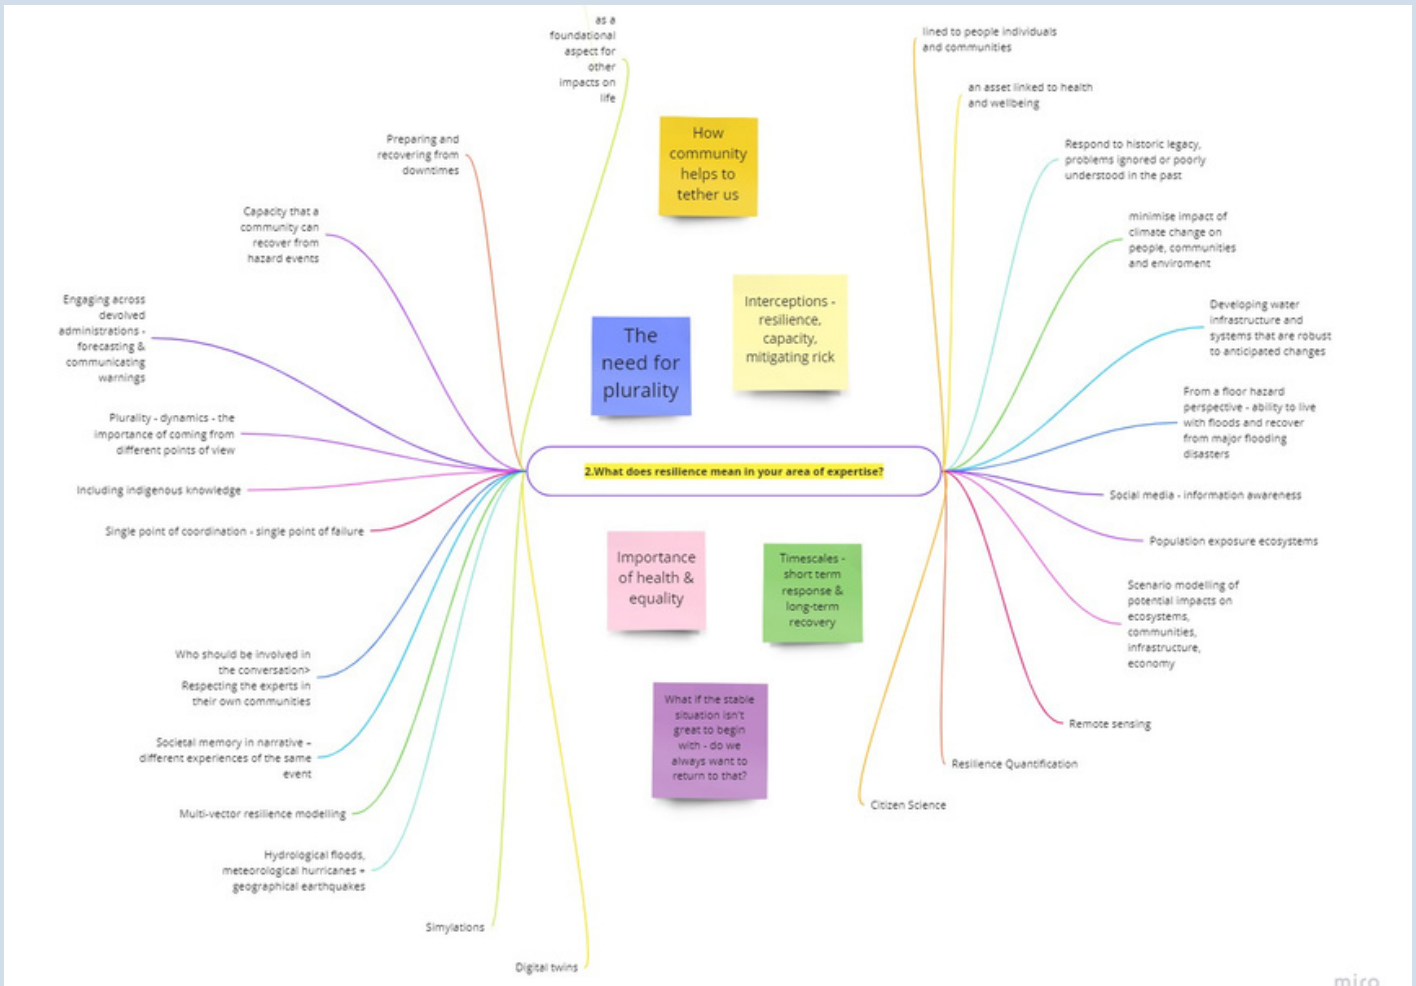 as a
foundational
aspect for
other
impacts on
life
Preparing and
recovering from
downtimes
Capacity that a
community can
recover from
hazard events
Engaging across
devolved
administrations -
forecasting &
communicating
warnings
Plurality - dynamics - the
importance of coming from
different points of view
Including indigenous knowledge
Single point of coordination - single point of failure
Who should be involved in
the conversation>
Respecting the experts in
their own communities
Societal memory in narrative –
different experiences of the same
event
Multi-vector resilience modelling
Hydrological floods,
meteorological hurricanes +
geographical earthquakes
Simylations
Digital twins
How
community
helps to
tether us
Interceptions -
resilience,
capacity,
mitigating rick
The
need for
plurality
2.What does resilience mean in your area of expertise?
Importance
of health &
equality
Timescales -
short term
response &
long-term
recovery
What if the stable
situation isn't
great to begin
with - do we
always want to
return to that?
lined to people individuals
and communities
an asset linked to health
and wellbeing
Respond to historic legacy,
problems ignored or poorly
understood in the past
minimise impact of
climate change on
people, communities
and enviroment
Developing water
infrastructure and
systems that are robust
to anticipated changes
From a floor hazard
perspective - ability to live
with floods and recover
from major flooding
disasters
Social media - information awareness
Population exposure ecosystems
Scenario modelling of
potential impacts on
ecosystems,
communities,
infrastructure,
economy
Remote sensing
Resilience Quantification
Citizen Science
miro